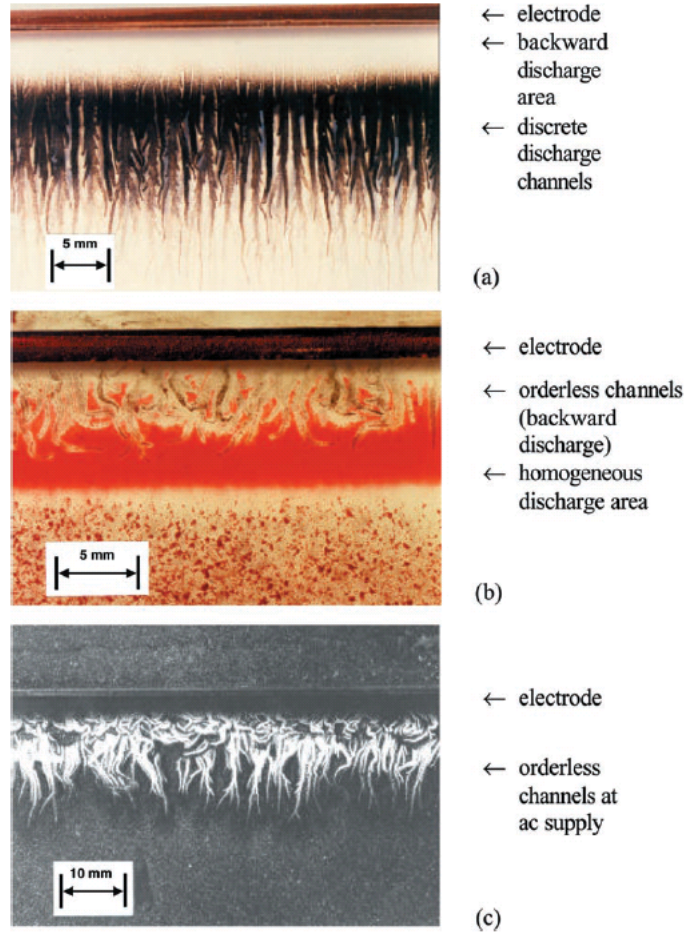 ← electrode
← backward
discharge
area
← discrete
discharge
channels
5 mm
(a)
← electrode
← orderless channels
(backward
discharge)
← homogeneous
discharge area
5 mm
(b)
← electrode
← orderless
channels at
ac supply
10 mm
(c)